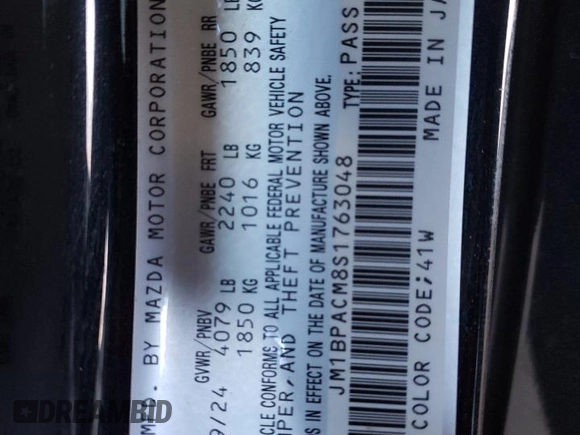 MFD. BY MAZDA MOTOR CORPORATION
GVWR/PNBV GAWR/PNBE FRT GAWR/PNBE RR
9/24 4079 LB 2240 LB 1850 LB
1850 KG 1016 KG 839 KG
CLE CONFORMS TO ALL APPLICABLE FEDERAL MOTOR VEHICLE SAFETY
PER, AND THEFT PREVENTION
IS IN EFFECT ON THE DATE OF MANUFACTURE SHOWN ABOVE.
JM1BPACM8S1763048 TYPE: PASS
COLOR CODE;41W MADE IN JA
DREAMBID